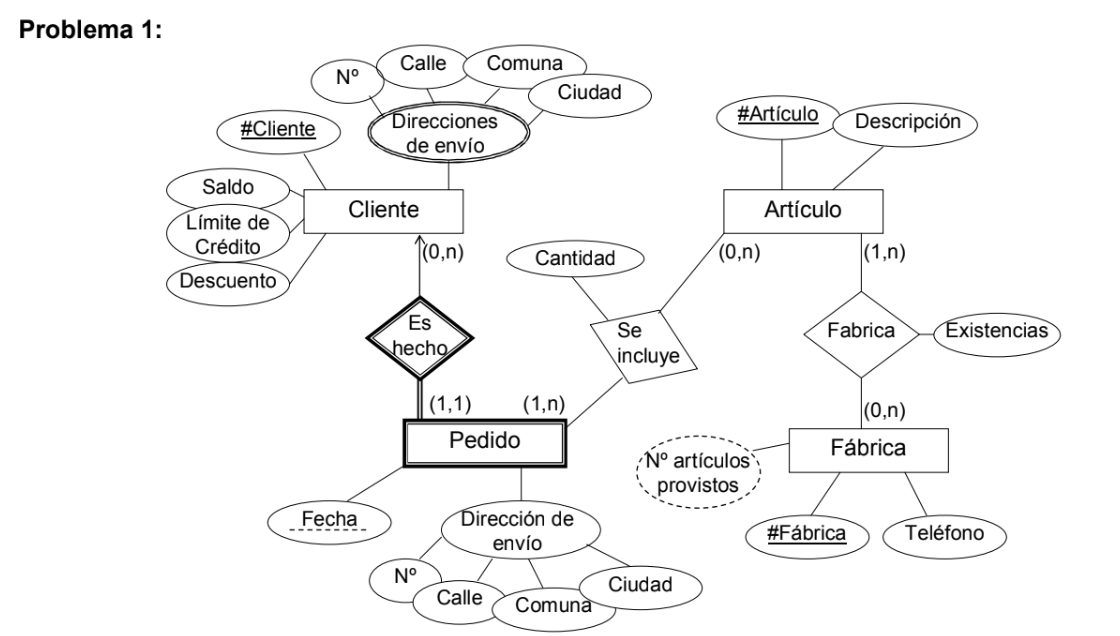 Problema 1:
Nº
Calle
Comuna
Ciudad
Direcciones
de envío
#Cliente
Saldo
Límite de
Crédito
Descuento
Cliente
(0,n)
#Artículo
Descripción
Artículo
(0,n)
(1,n)
Cantidad
Es
hecho
Se
incluye
Fabrica
Existencias
(1,1)
(1,n)
(0,n)
Pedido
Fábrica
Nº artículos
provistos
Fecha
Dirección de
envío
#Fábrica
Teléfono
Nº
Calle
Comuna
Ciudad